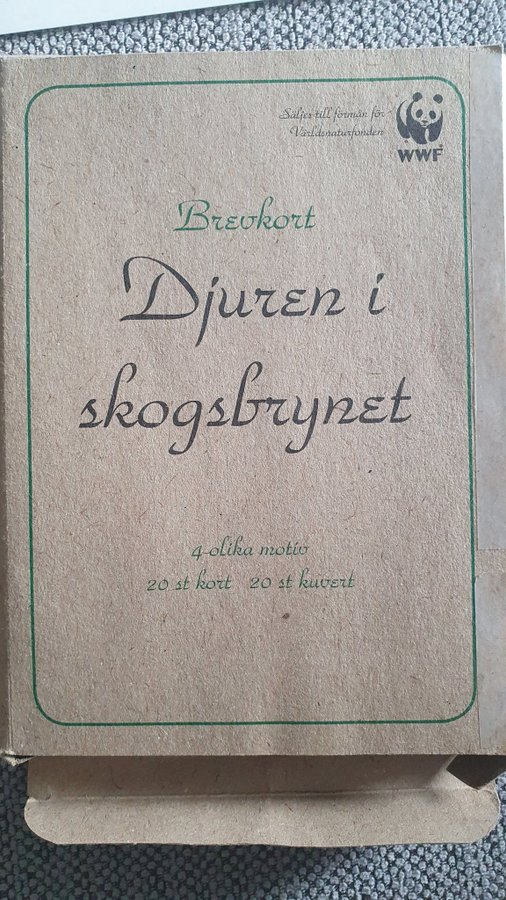 Säljes till förmån för
Världsnaturfonden
WWF
Brevkort
Djuren i
skogsbrynet
4 olika motiv
20 st kort 20 st kuvert